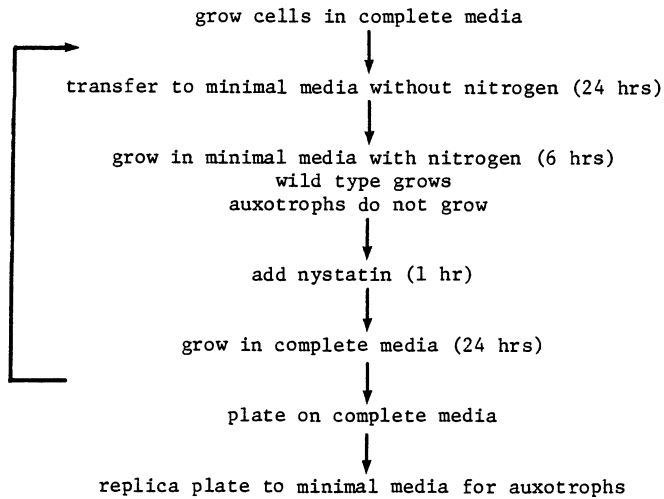 grow cells in complete media
transfer to minimal media without nitrogen (24 hrs)
grow in minimal media with nitrogen (6 hrs)
wild type grows
auxotrophs do not grow
add nystatin (1 hr)
grow in complete media (24 hrs)
plate on complete media
replica plate to minimal media for auxotrophs